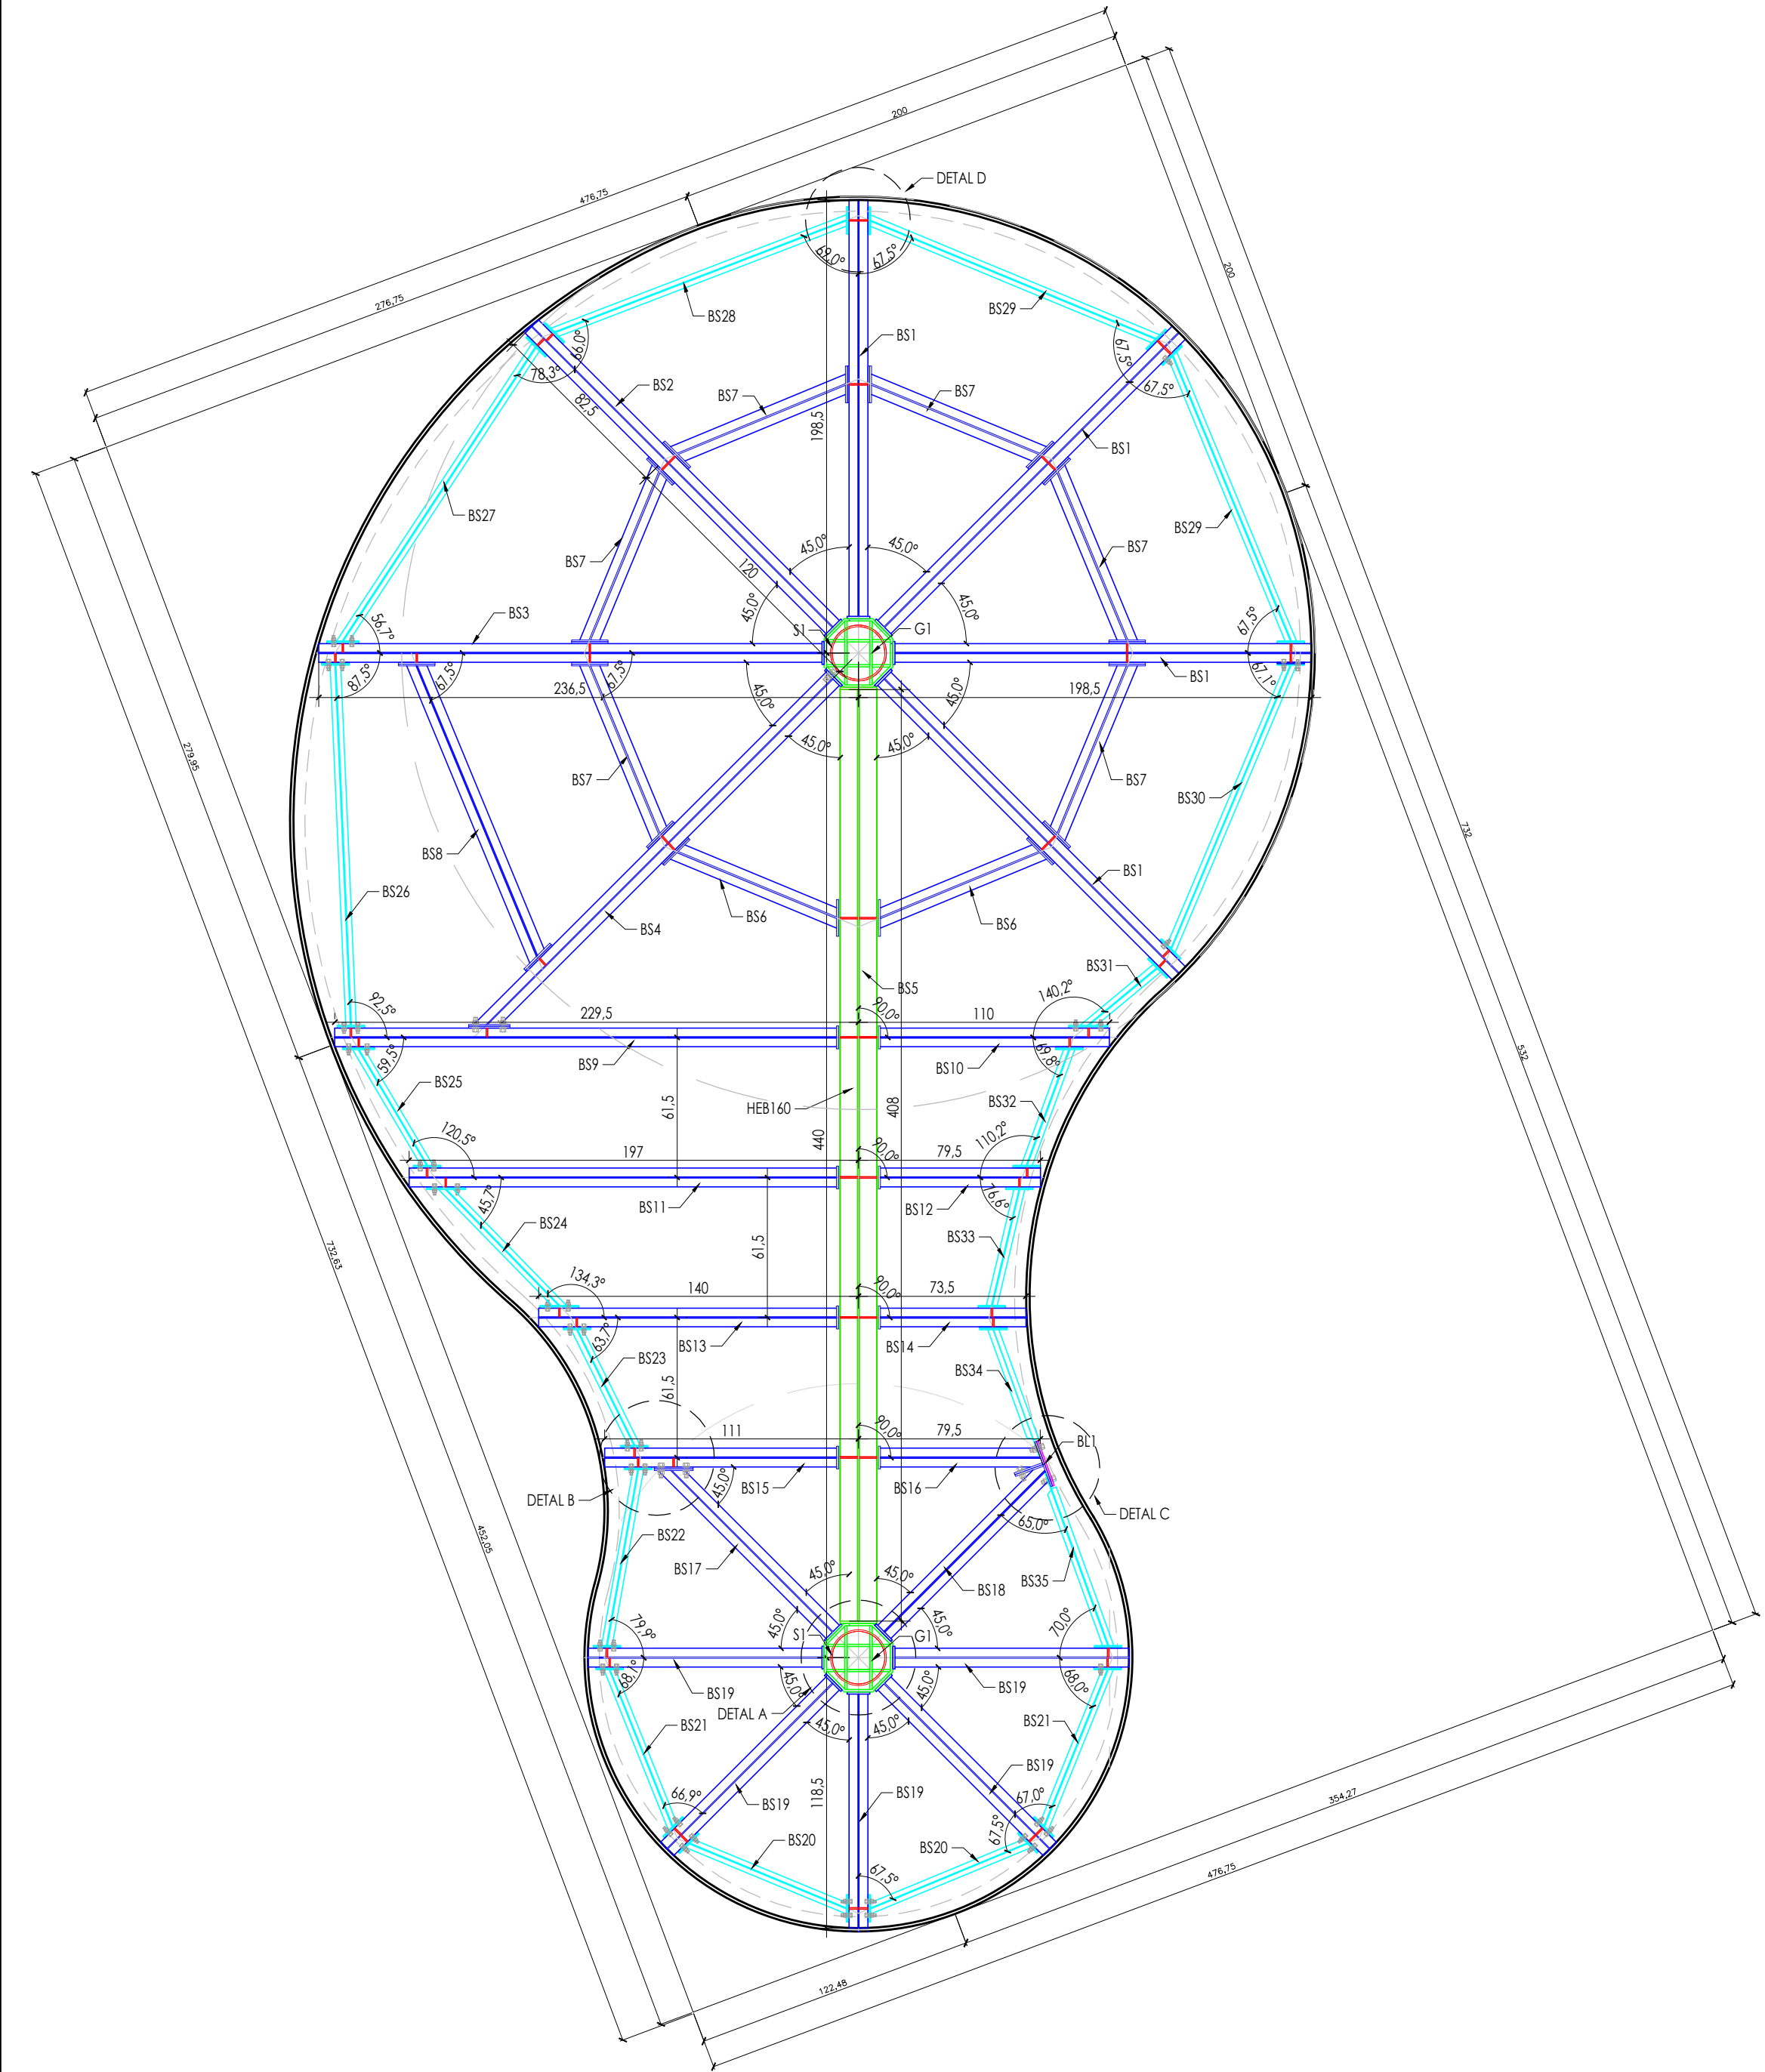 200
476,75
DETAL D
200
276,75
69,0°
67,5°
BS28
BS29
BS1
66,0°
67,5°
78,3°
BS2
BS7
BS7
67,5°
82,5
198,5
BS1
BS27
BS29
BS7
BS7
45,0°
45,0°
120
45,0°
45,0°
56,7°
BS3
S1
G1
67,5°
87,5°
67,5°
67,5°
236,5
BS1
67,1°
198,5
45,0°
45,0°
45,0°
45,0°
279,95
BS7
BS7
BS30
732
BS8
BS1
BS26
BS4
BS6
BS6
BS31
BS5
140,2°
92,5°
229,5
90,0°
110
532
59,5°
BS9
BS10
69,8°
BS25
61,5
HEB160
408
BS32
120,5°
440
110,2°
197
90,0°
79,5
45,7°
BS11
BS12
76,6°
BS24
61,5
BS33
732,63
134,3°
140
90,0°
73,5
63,7°
BS13
BS14
BS23
BS34
61,5
111
90,0°
79,5
BL1
45,0°
BS15
BS16
DETAL B
DETAL C
65,0°
452,05
BS22
BS17
BS18
BS35
45,0°
45,0°
79,9°
45,0°
45,0°
70,0°
S1
G1
68,1°
BS19
45,0°
45,0°
BS19
68,0°
BS21
DETAL A
45,0°
45,0°
BS21
BS19
118,5
BS19
BS19
66,9°
67,0°
354,27
BS20
BS20
67,5°
67,5°
476,75
122,48